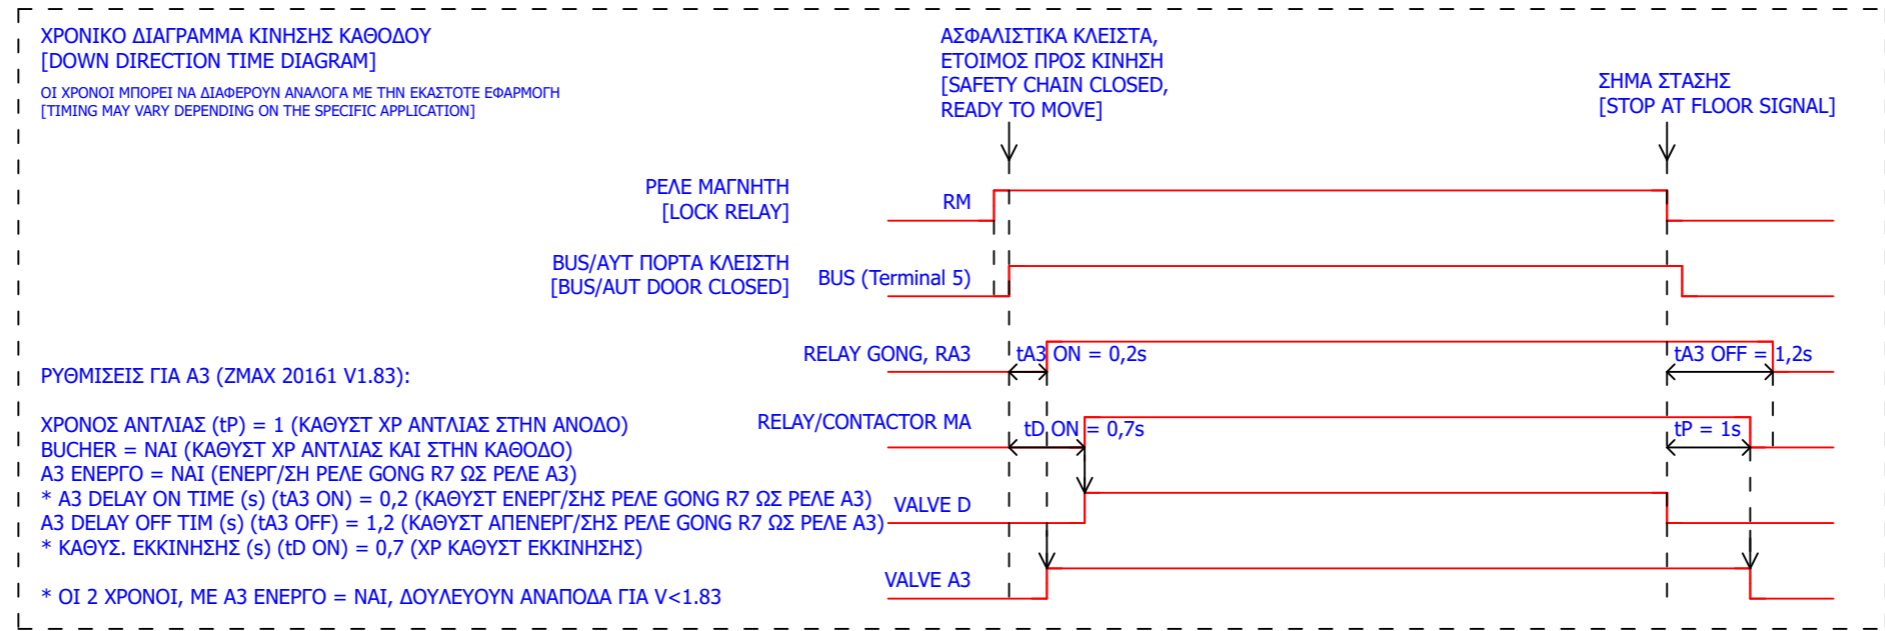 ΧΡΟΝΙΚΟ ΔΙΑΓΡΑΜΜΑ ΚΙΝΗΣΗΣ ΚΑΘΟΔΟΥ
[DOWN DIRECTION TIME DIAGRAM]
ΟΙ ΧΡΟΝΟΙ ΜΠΟΡΕΙ ΝΑ ΔΙΑΦΕΡΟΥΝ ΑΝΑΛΟΓΑ ΜΕ ΤΗΝ ΕΚΑΣΤΟΤΕ ΕΦΑΡΜΟΓΗ
[TIMING MAY VARY DEPENDING ON THE SPECIFIC APPLICATION]
ΑΣΦΑΛΙΣΤΙΚΑ ΚΛΕΙΣΤΑ,
ΕΤΟΙΜΟΣ ΠΡΟΣ ΚΙΝΗΣΗ
[SAFETY CHAIN CLOSED,
READY TO MOVE]
ΣΗΜΑ ΣΤΑΣΗΣ
[STOP AT FLOOR SIGNAL]
ΡΕΛΕ ΜΑΓΝΗΤΗ
[LOCK RELAY]
RM
BUS/ΑΥΤ ΠΟΡΤΑ ΚΛΕΙΣΤΗ
[BUS/AUT DOOR CLOSED]
BUS (Terminal 5)
RELAY GONG, RA3
tA3 ON = 0,2s
tA3 OFF = 1,2s
RELAY/CONTACTOR MA
tD ON = 0,7s
tP = 1s
VALVE D
VALVE A3
ΡΥΘΜΙΣΕΙΣ ΓΙΑ A3 (ZMAX 20161 V1.83):
ΧΡΟΝΟΣ ΑΝΤΛΙΑΣ (tP) = 1 (ΚΑΘΥΣΤ ΧΡ ΑΝΤΛΙΑΣ ΣΤΗΝ ΑΝΟΔΟ)
BUCHER = ΝΑΙ (ΚΑΘΥΣΤ ΧΡ ΑΝΤΛΙΑΣ ΚΑΙ ΣΤΗΝ ΚΑΘΟΔΟ)
A3 ΕΝΕΡΓΟ = ΝΑΙ (ΕΝΕΡΓ/ΣΗ ΡΕΛΕ GONG R7 ΩΣ ΡΕΛΕ A3)
* A3 DELAY ON TIME (s) (tA3 ON) = 0,2 (ΚΑΘΥΣΤ ΕΝΕΡΓ/ΣΗΣ ΡΕΛΕ GONG R7 ΩΣ ΡΕΛΕ A3)
A3 DELAY OFF TIM (s) (tA3 OFF) = 1,2 (ΚΑΘΥΣΤ ΑΠΕΝΕΡΓ/ΣΗΣ ΡΕΛΕ GONG R7 ΩΣ ΡΕΛΕ A3)
* ΚΑΘΥΣ. ΕΚΚΙΝΗΣΗΣ (s) (tD ON) = 0,7 (ΧΡ ΚΑΘΥΣΤ ΕΚΚΙΝΗΣΗΣ)
* ΟΙ 2 ΧΡΟΝΟΙ, ΜΕ A3 ΕΝΕΡΓΟ = ΝΑΙ, ΔΟΥΛΕΥΟΥΝ ΑΝΑΠΟΔΑ ΓΙΑ V<1.83